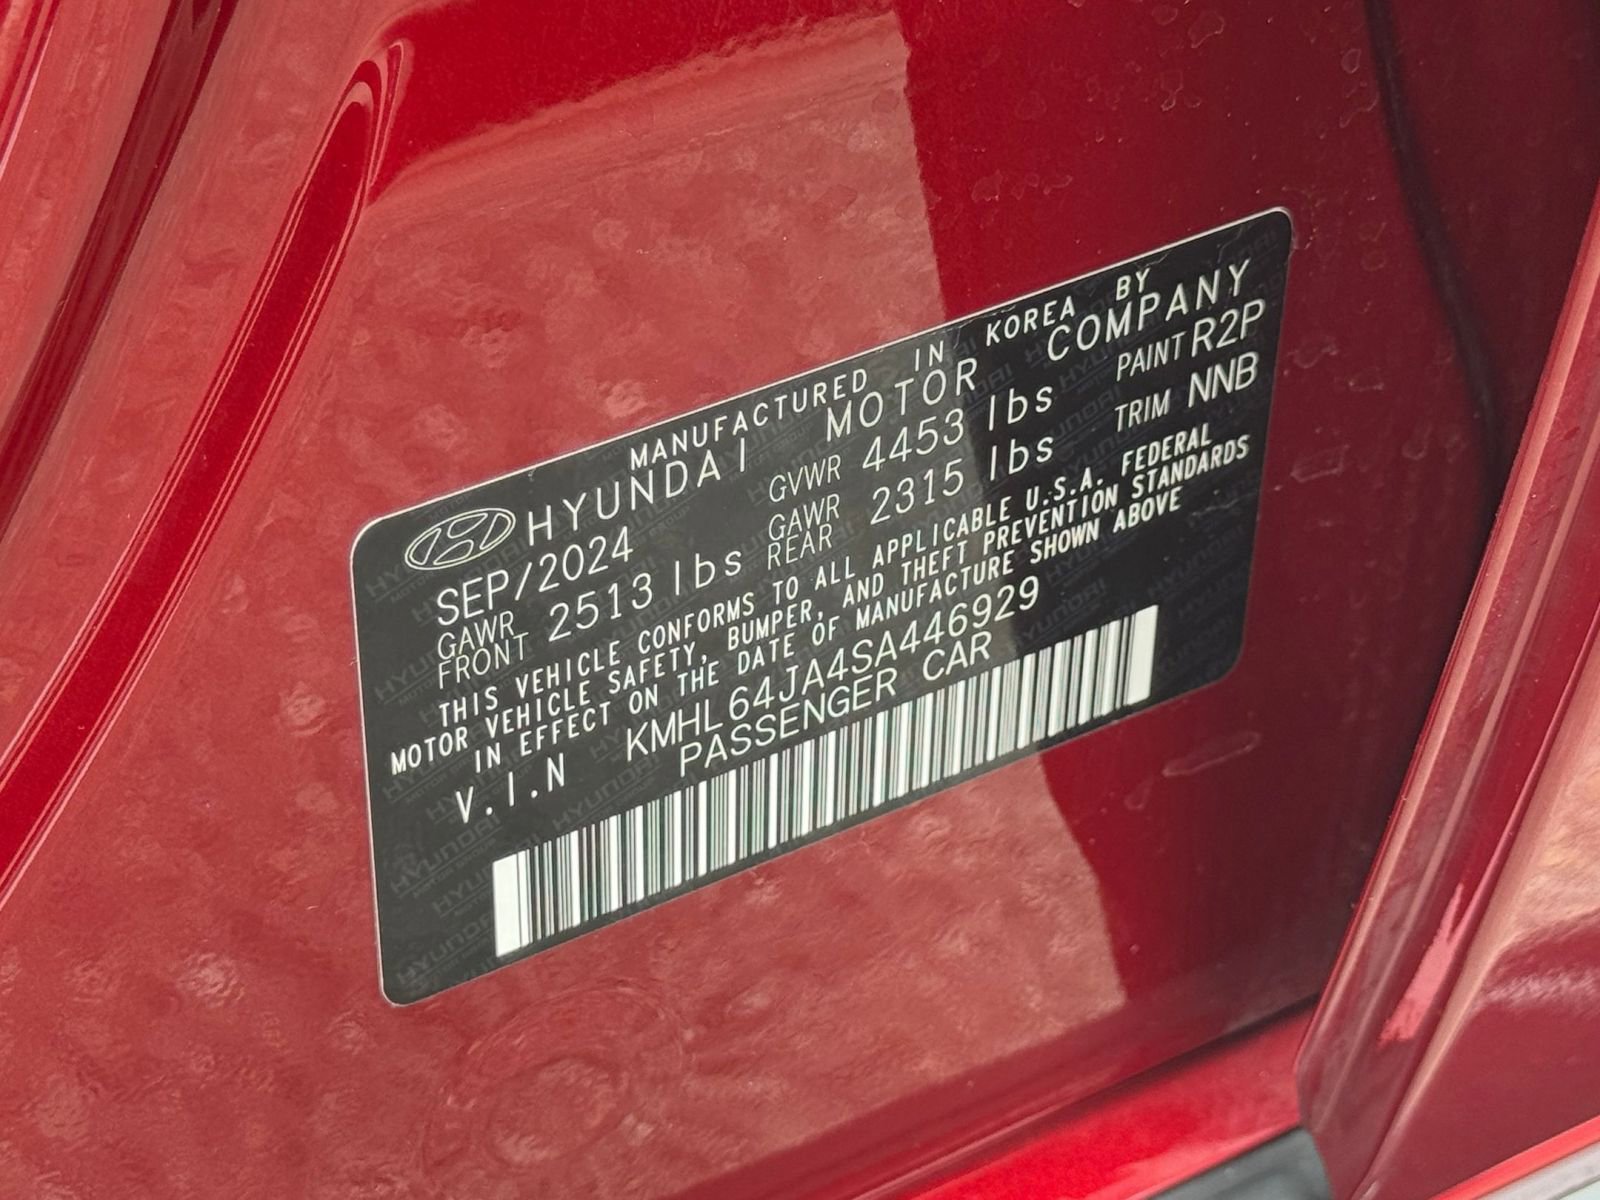 MANUFACTURED IN KOREA BY
HYUNDAI MOTOR COMPANY
SEP/2024 GVWR 4453 lbs PAINT R2P
GAWR FRONT 2513 lbs GAWR REAR 2315 lbs TRIM NNB
THIS VEHICLE CONFORMS TO ALL APPLICABLE U.S.A. FEDERAL
MOTOR VEHICLE SAFETY, BUMPER, AND THEFT PREVENTION STANDARDS
IN EFFECT ON THE DATE OF MANUFACTURE SHOWN ABOVE
V.I.N KMHL64JA4SA446929
PASSENGER CAR